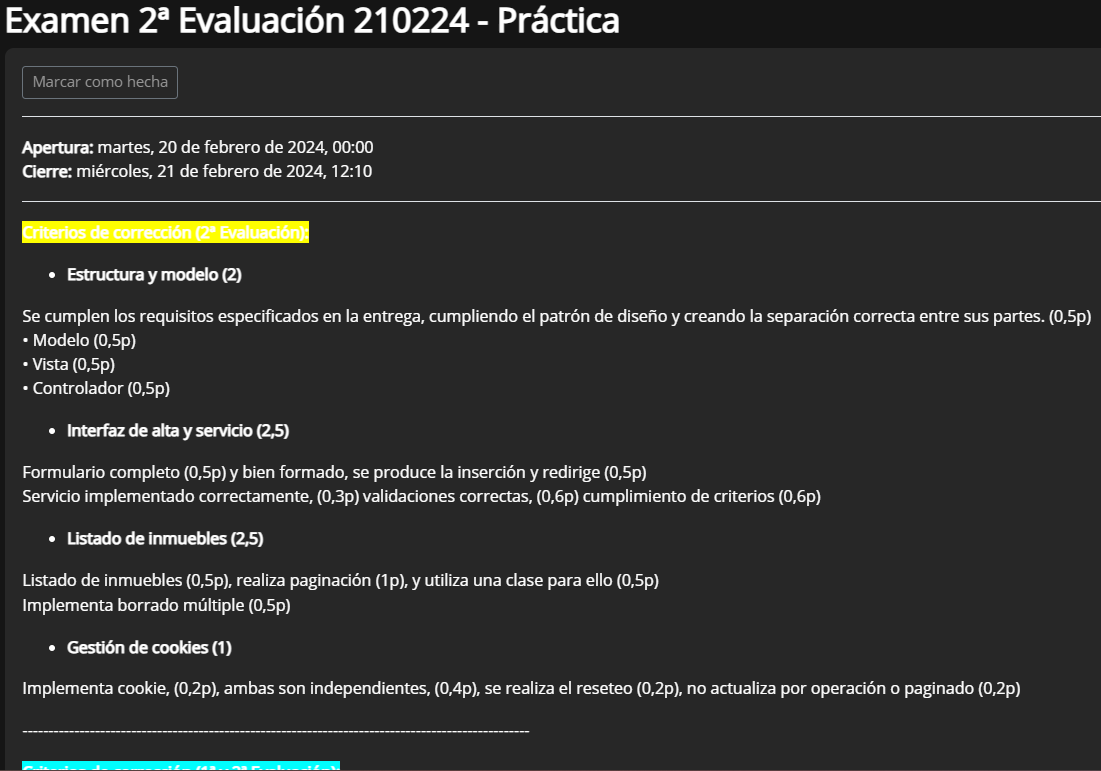 Examen 2ª Evaluación 210224 - Práctica
Marcar como hecha
Apertura: martes, 20 de febrero de 2024, 00:00
Cierre: miércoles, 21 de febrero de 2024, 12:10
Criterios de corrección (2ª Evaluación):
• Estructura y modelo (2)
Se cumplen los requisitos especificados en la entrega, cumpliendo el patrón de diseño y creando la separación correcta entre sus partes. (0,5p)
• Modelo (0,5p)
• Vista (0,5p)
• Controlador (0,5p)
• Interfaz de alta y servicio (2,5)
Formulario completo (0,5p) y bien formado, se produce la inserción y redirige (0,5p)
Servicio implementado correctamente, (0,3p) validaciones correctas, (0,6p) cumplimiento de criterios (0,6p)
• Listado de inmuebles (2,5)
Listado de inmuebles (0,5p), realiza paginación (1p), y utiliza una clase para ello (0,5p)
Implementa borrado múltiple (0,5p)
• Gestión de cookies (1)
Implementa cookie, (0,2p), ambas son independientes, (0,4p), se realiza el reseteo (0,2p), no actualiza por operación o paginado (0,2p)
----------------------------------------------------------------------------------------------------
Criterios de corrección (1ª y 2ª Evaluación):